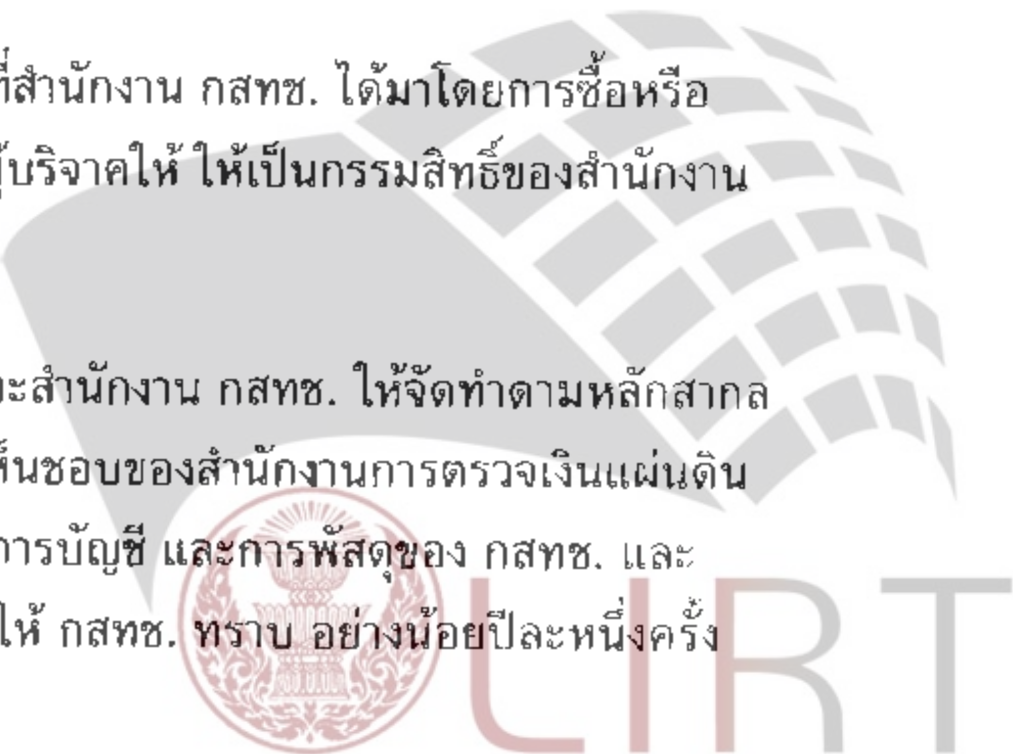 ที่สำนักงาน กสทช. ได้มาโดยการซื้อหรือ
ผู้บริจาคให้ ให้เป็นกรรมสิทธิ์ของสำนักงาน
ะสำนักงาน กสทช. ให้จัดทำตามหลักสากล
ห็นชอบของสำนักงานการตรวจเงินแผ่นดิน
การบัญชี และการพัสดุของ กสทช. และ
ให้ กสทช. ทราบ อย่างน้อยปีละหนึ่งครั้ง
LIRT